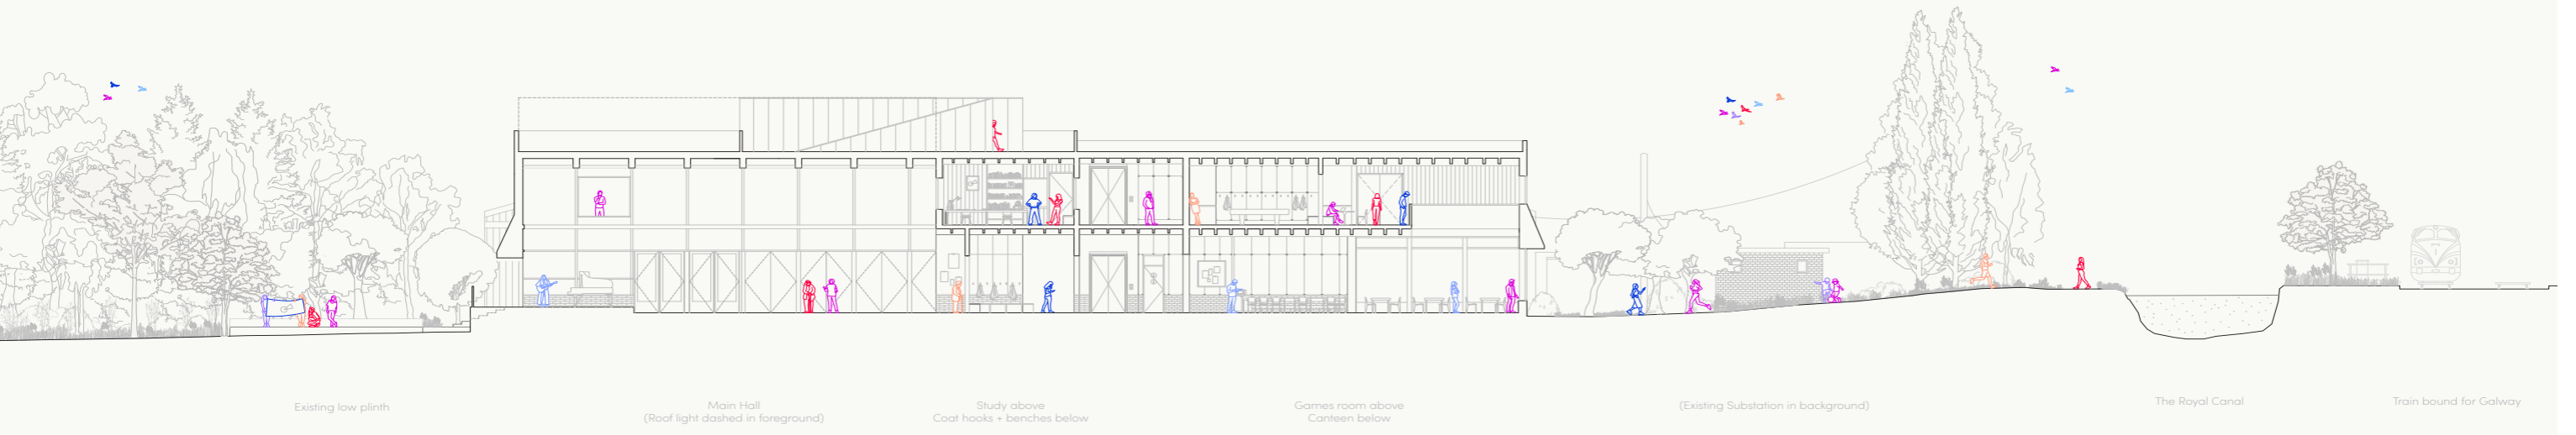 Existing low plinth
Main Hall
(Roof light dashed in foreground)
Study above
Coat hooks + benches below
Games room above
Canteen below
(Existing Substation in background)
The Royal Canal
Train bound for Galway